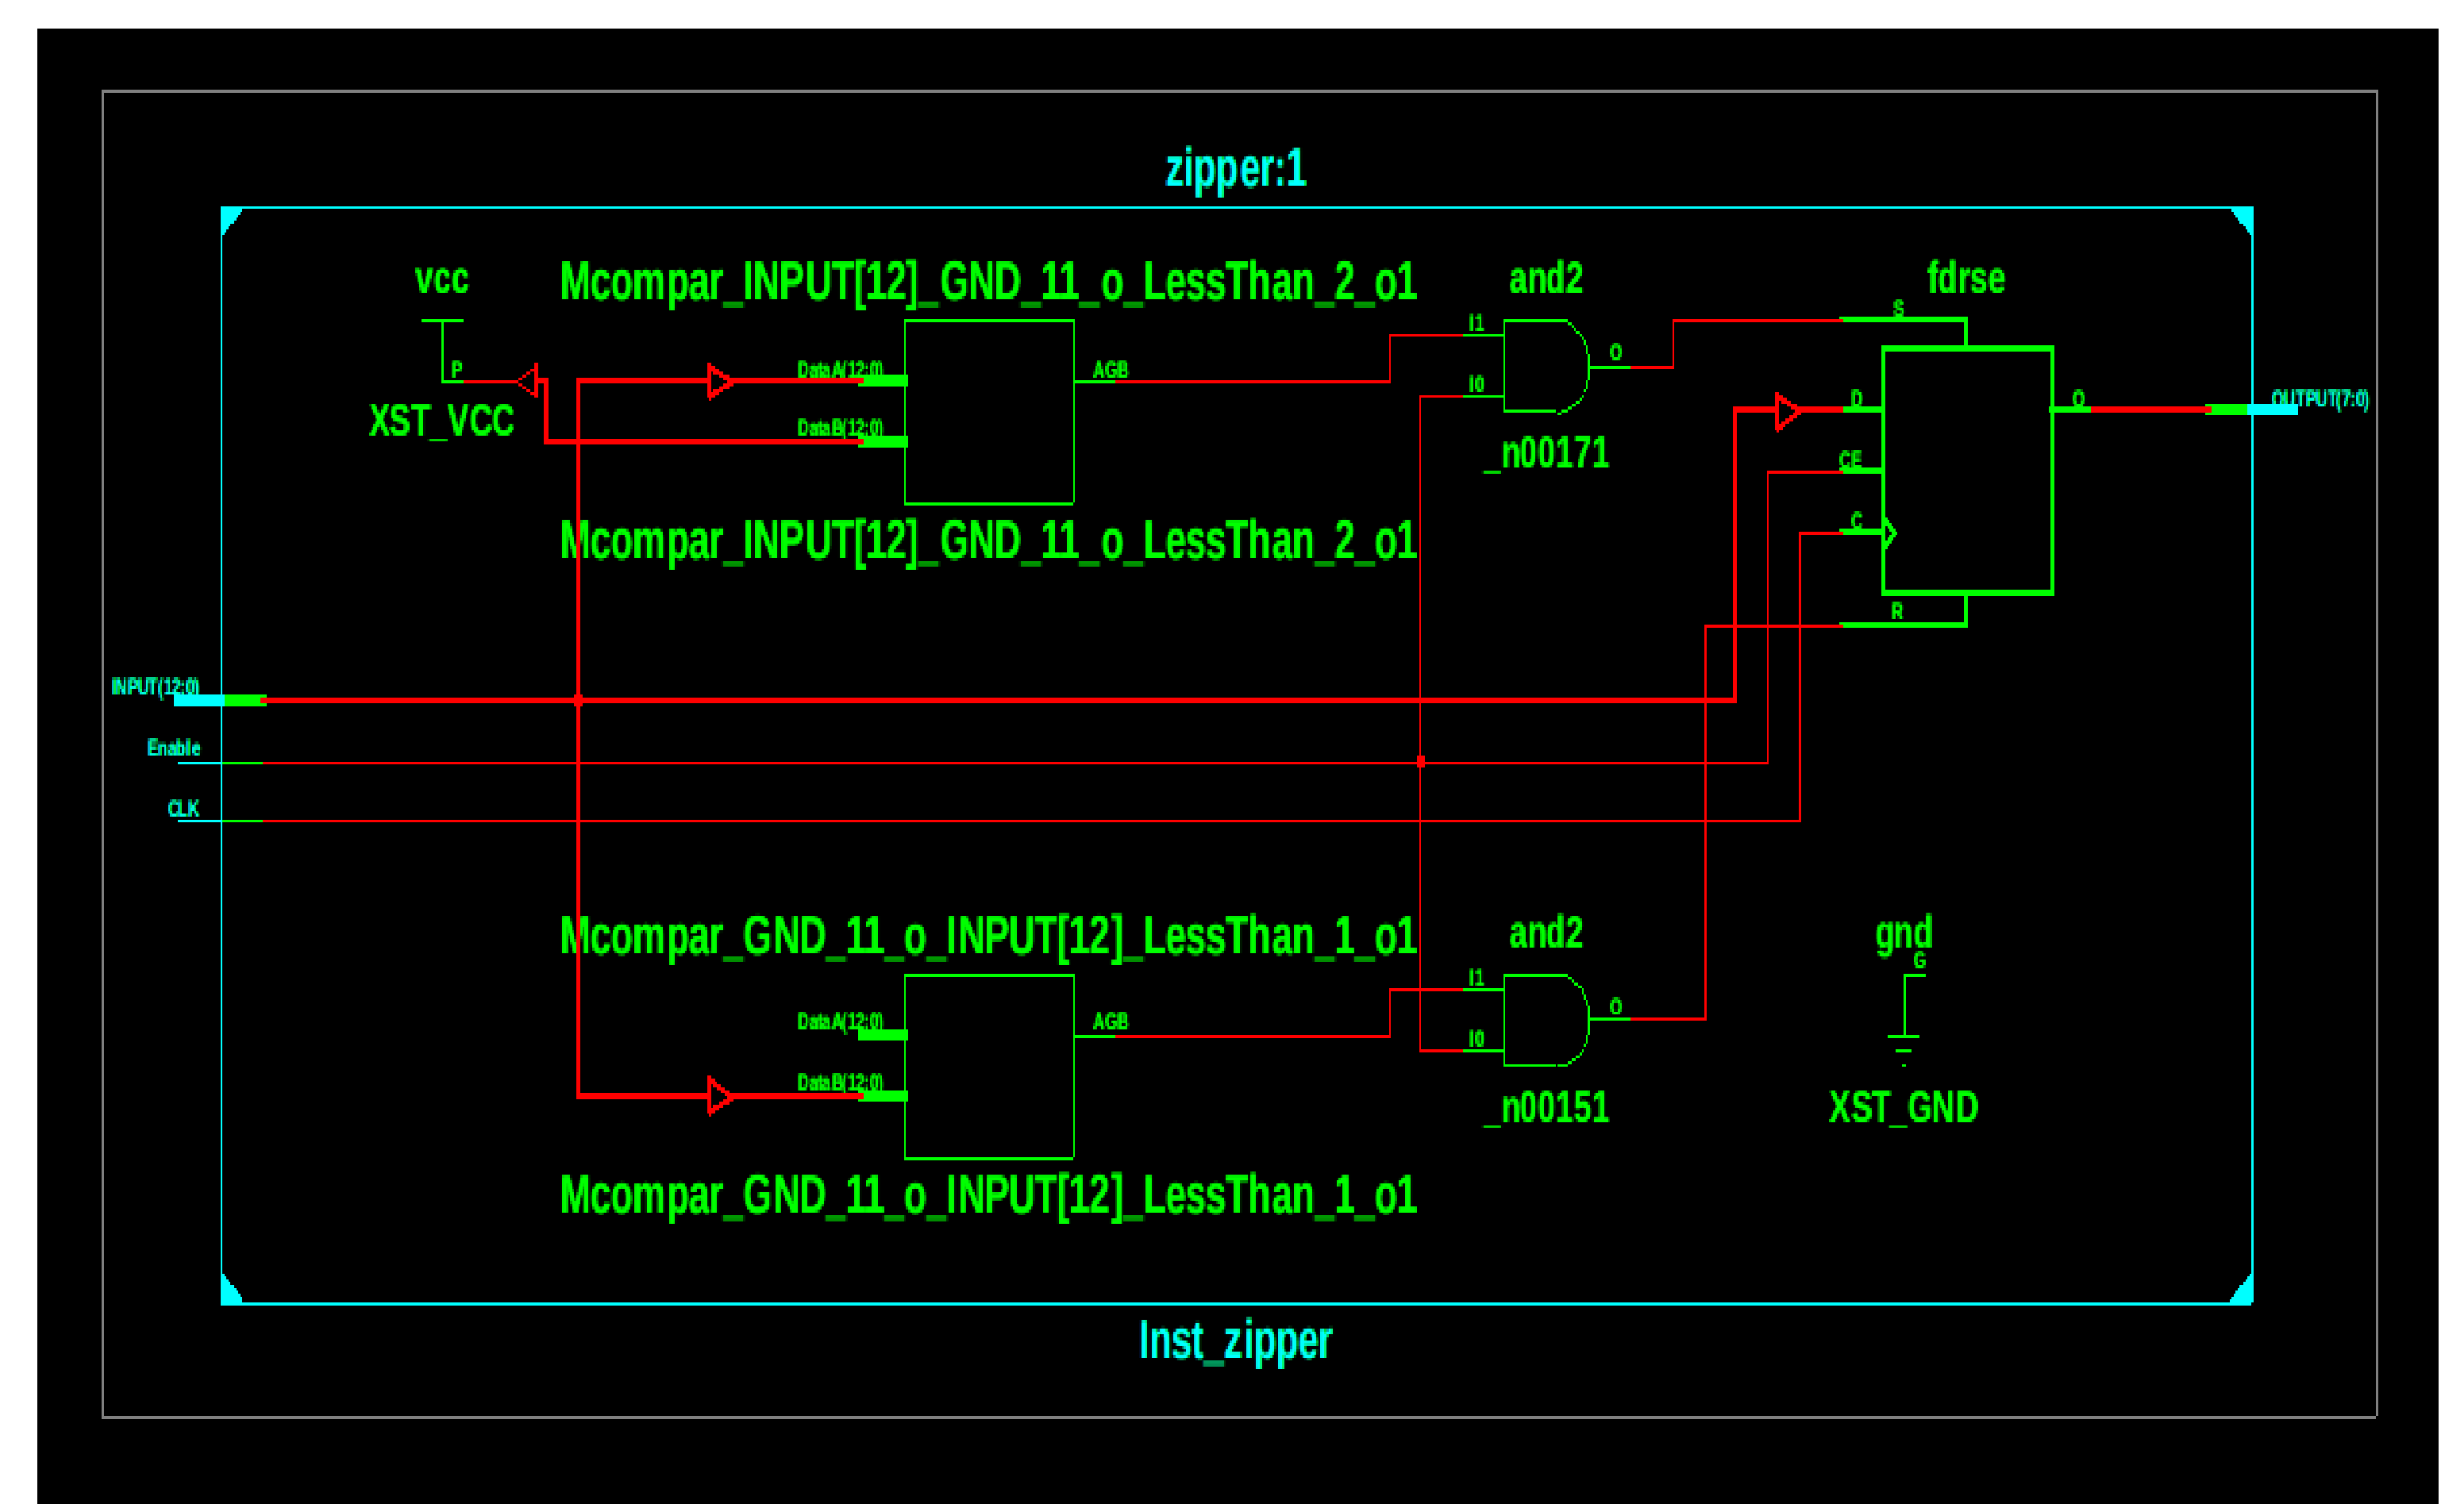 zipper:1
vcc
Mcompar_INPUT[12]_GND_11_o_LessThan_2_o1
and2
fdrse
S
I1
O
P
DataA(12:0)
AGB
I0
D
O
OUTPUT(7:0)
XST_VCC
DataB(12:0)
_n00171
CE
C
Mcompar_INPUT[12]_GND_11_o_LessThan_2_o1
R
INPUT(12:0)
Enable
CLK
Mcompar_GND_11_o_INPUT[12]_LessThan_1_o1
and2
gnd
G
I1
O
DataA(12:0)
AGB
I0
DataB(12:0)
_n00151
XST_GND
Mcompar_GND_11_o_INPUT[12]_LessThan_1_o1
Inst_zipper